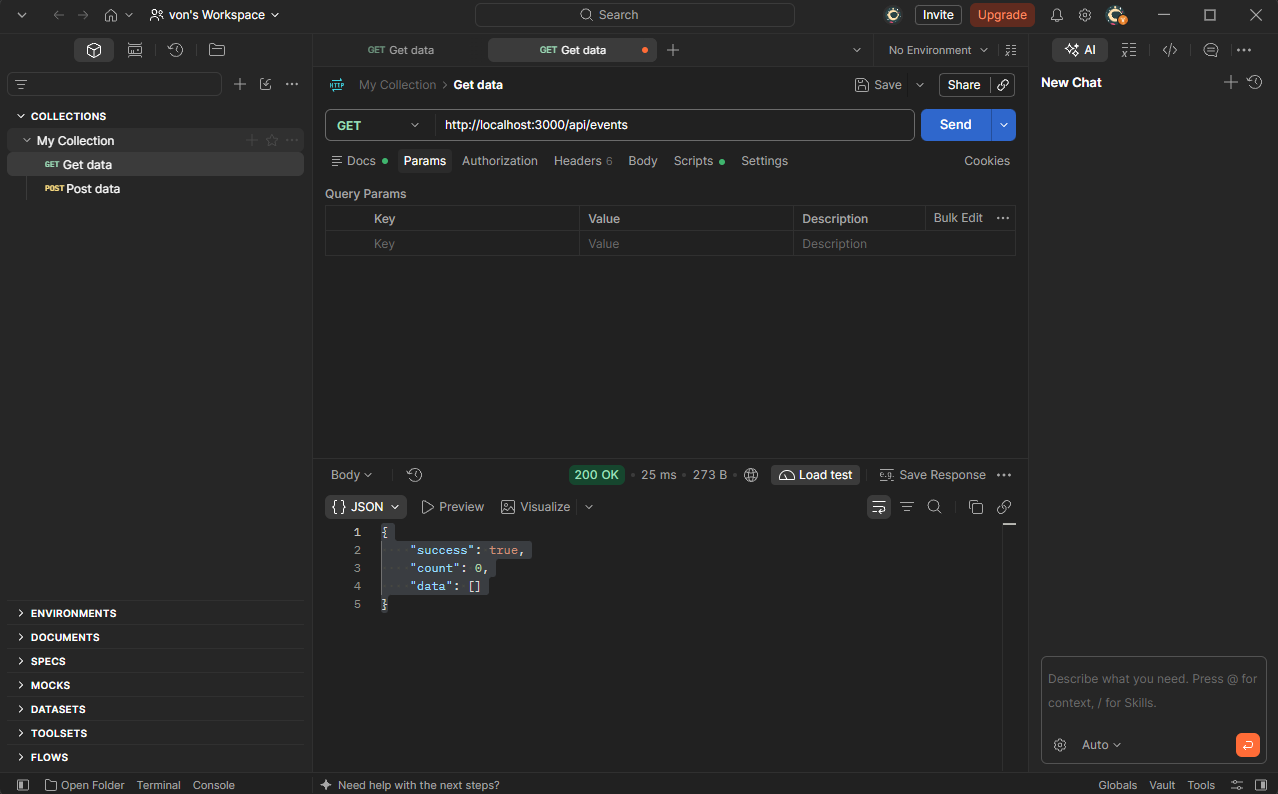 von's Workspace
Search
Invite
Upgrade
GET Get data
GET Get data
No Environment
AI
My Collection > Get data
Save
Share
New Chat
COLLECTIONS
My Collection
GET Get data
POST Post data
GET
http://localhost:3000/api/events
Send
Docs
Params
Authorization
Headers 6
Body
Scripts
Settings
Cookies
Query Params
Key Value Description Bulk Edit
Key Value Description
Body
200 OK
25 ms
273 B
Load test
e.g. Save Response
{} JSON
Preview
Visualize
1 {
2 "success": true,
3 "count": 0,
4 "data": []
5 }
ENVIRONMENTS
DOCUMENTS
SPECS
MOCKS
DATASETS
TOOLSETS
FLOWS
Describe what you need. Press @ for
context, / for Skills.
Auto
Open Folder
Terminal
Console
Need help with the next steps?
Globals
Vault
Tools